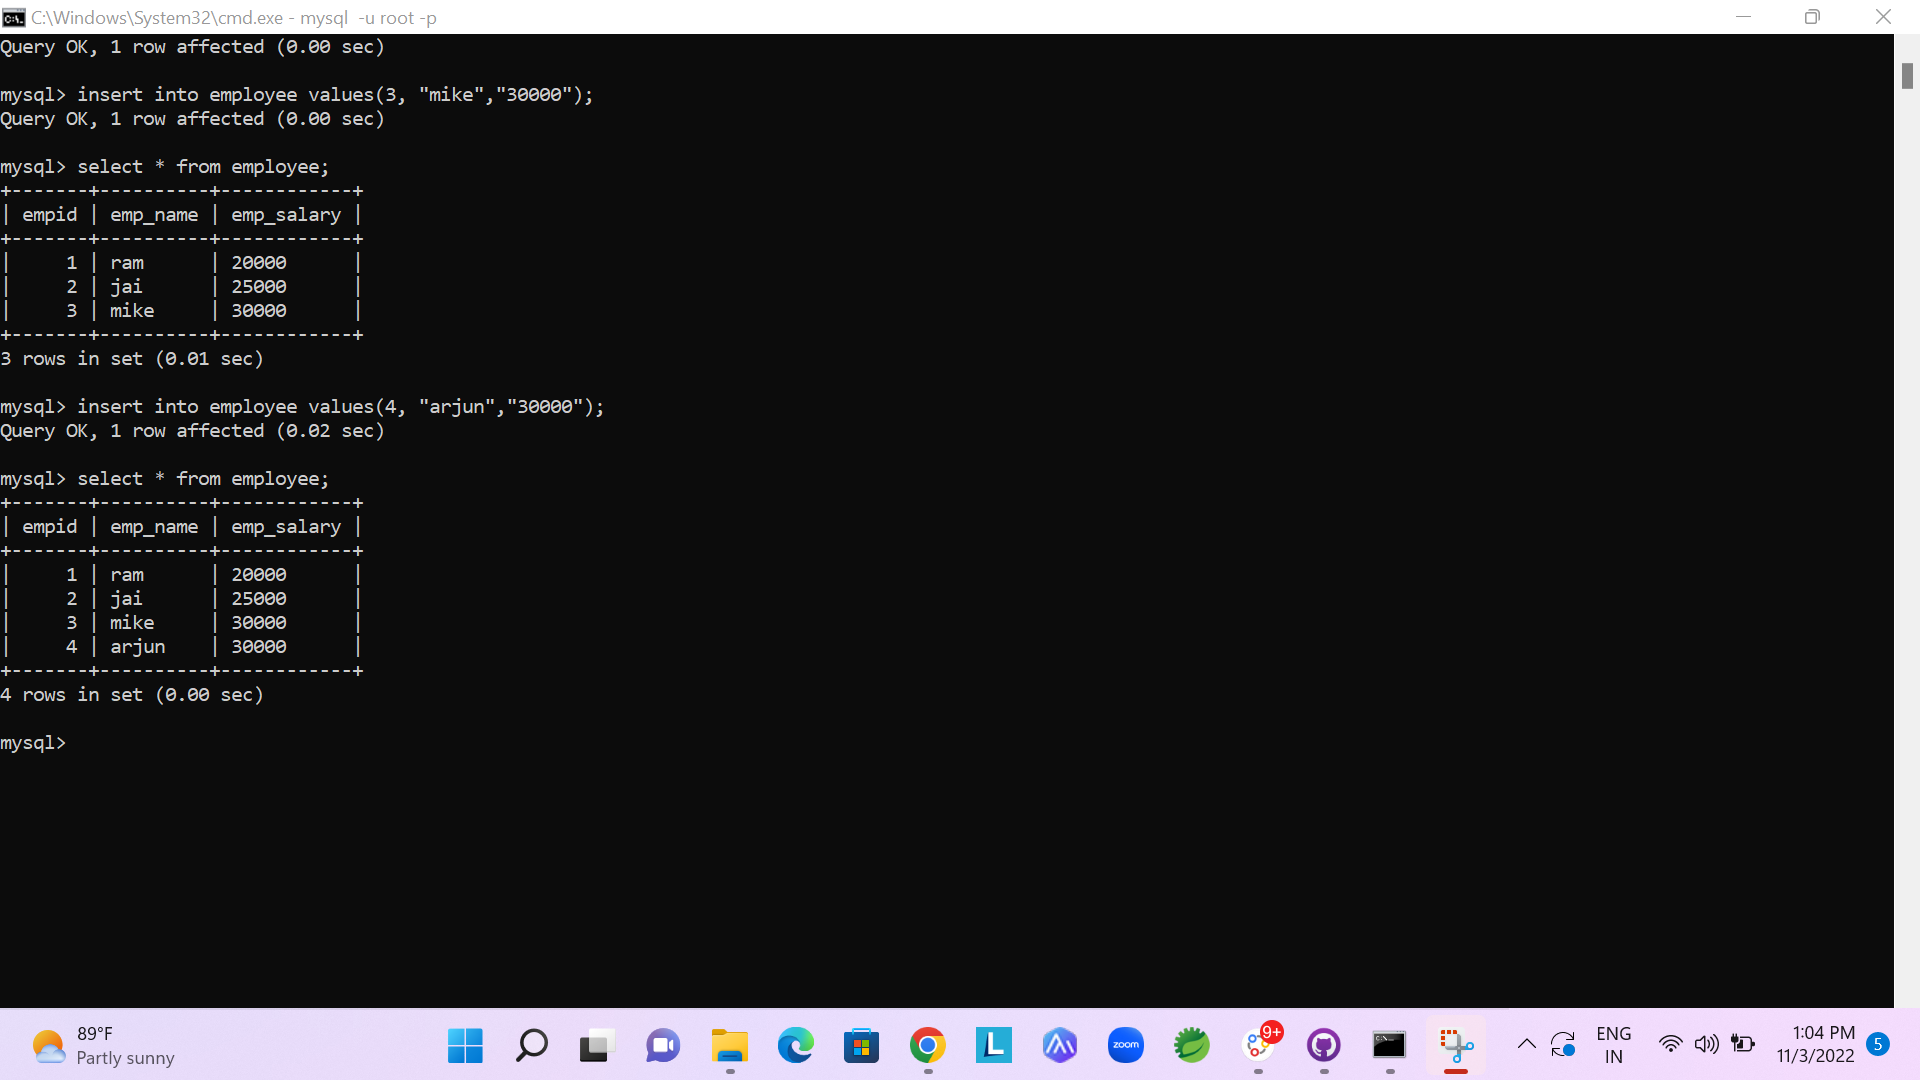 C:\Windows\System32\cmd.exe - mysql  -u root -p
Query OK, 1 row affected (0.00 sec)
mysql> insert into employee values(3, "mike","30000");
Query OK, 1 row affected (0.00 sec)
mysql> select * from employee;
+-------+----------+------------+
| empid | emp_name | emp_salary |
+-------+----------+------------+
|     1 | ram      | 20000      |
|     2 | jai      | 25000      |
|     3 | mike     | 30000      |
+-------+----------+------------+
3 rows in set (0.01 sec)
mysql> insert into employee values(4, "arjun","30000");
Query OK, 1 row affected (0.02 sec)
mysql> select * from employee;
+-------+----------+------------+
| empid | emp_name | emp_salary |
+-------+----------+------------+
|     1 | ram      | 20000      |
|     2 | jai      | 25000      |
|     3 | mike     | 30000      |
|     4 | arjun    | 30000      |
+-------+----------+------------+
4 rows in set (0.00 sec)
mysql>
89°F
Partly sunny
L
zoom
9+
ENG
IN
1:04 PM
11/3/2022
5